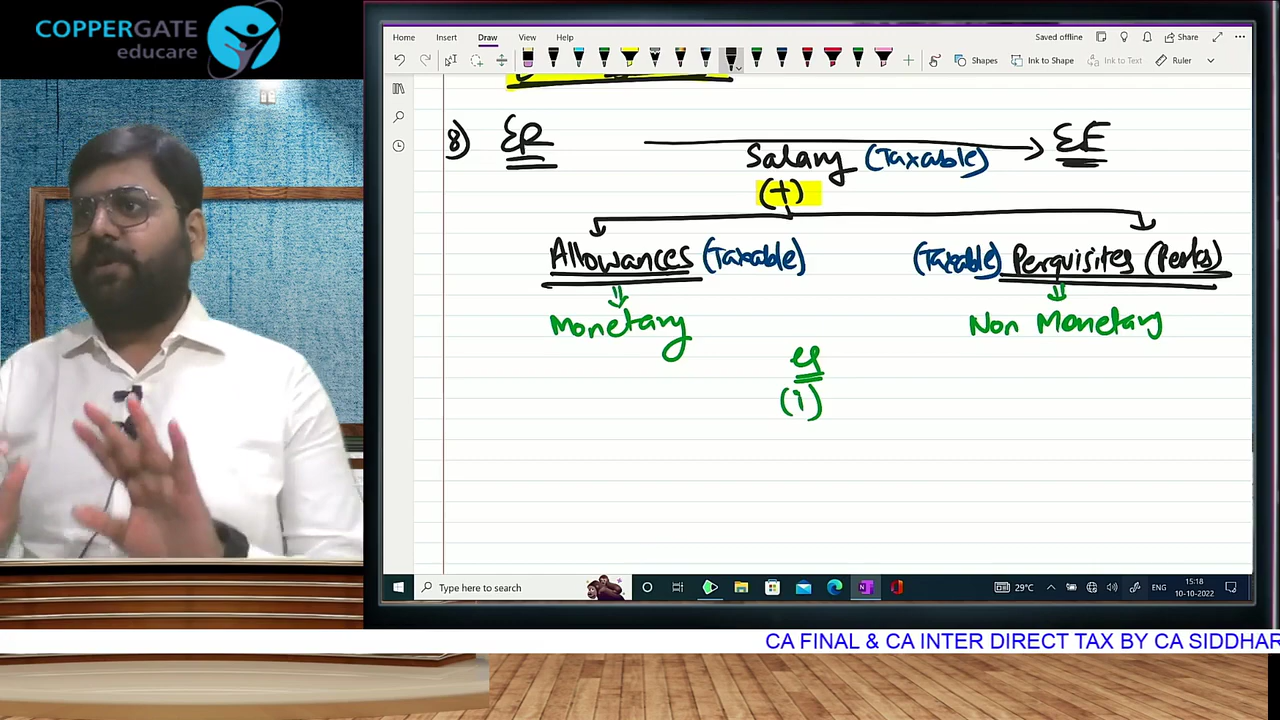 COPPERGATE
educare
Home Insert Draw View Help
Saved offline
Share
Shapes
Ink to Shape
Ink to Text
Ruler
8) ER
EE
Salary (Taxable)
(+)
Allowances (Taxable)
(Taxable) Perquisites (Perks)
Monetary
Non Monetary
eg
(i)
Type here to search
29°C
ENG
15:18
10-10-2022
CA FINAL & CA INTER DIRECT TAX BY CA SIDDHAR